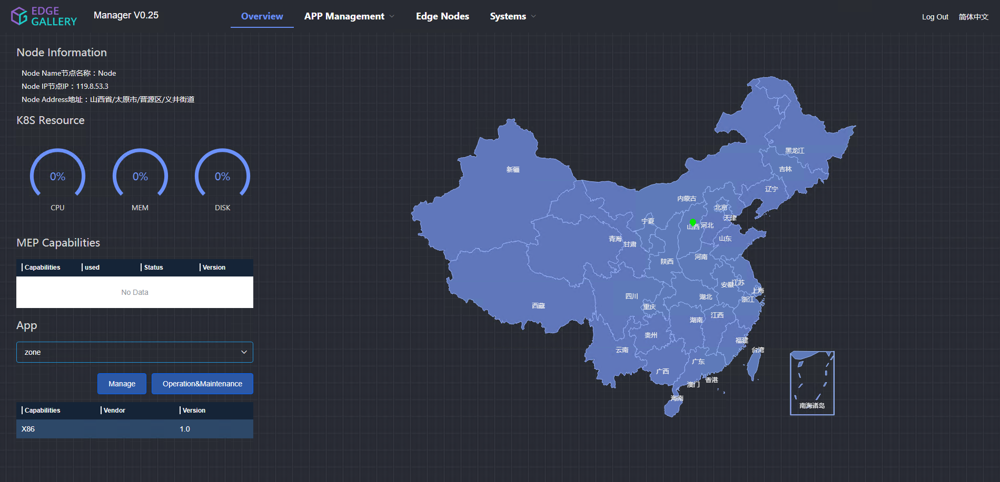 EDGE GALLERY
Manager V0.25
Overview
APP Management
Edge Nodes
Systems
Log Out
简体中文
Node Information
Node Name节点名称：Node
Node IP节点IP：119.8.53.3
Node Address地址：山西省/太原市/晋源区/义井街道
K8S Resource
0% 0% 0%
CPU MEM DISK
MEP Capabilities
Capabilities used Status Version
No Data
App
zone
Manage Operation&Maintenance
Capabilities Vendor Version
X86 1.0
黑龙江
新疆
吉林
辽宁
内蒙古
北京
天津
宁夏
山西
河北
青海
甘肃
山东
河南
陕西
安徽
江苏
上海
四川
湖北
浙江
西藏
重庆
江西
湖南
贵州
福建
云南
台湾
广东
广西
香港
澳门
海南
南海诸岛